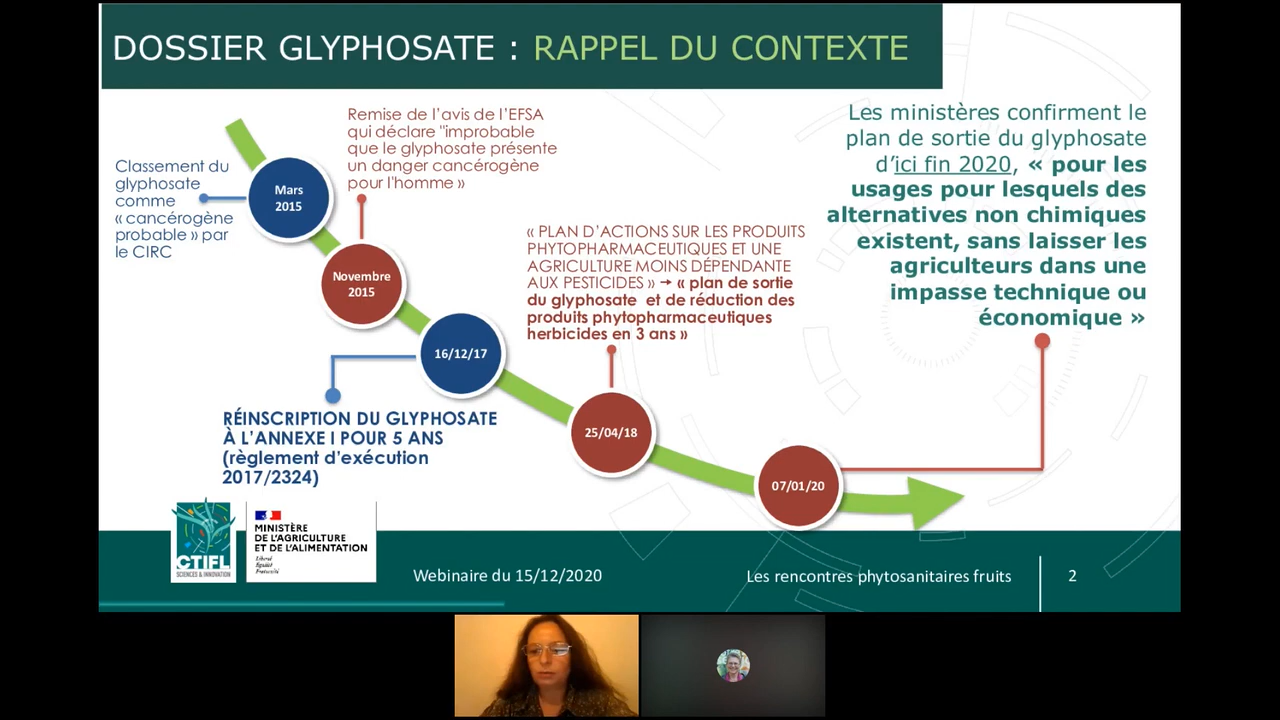 DOSSIER GLYPHOSATE : RAPPEL DU CONTEXTE
Classement du
glyphosate
comme
« cancérogène
probable » par
le CIRC
Mars
2015
Remise de l'avis de l'EFSA
qui déclare "improbable
que le glyphosate présente
un danger cancérogène
pour l'homme »
Novembre
2015
16/12/17
RÉINSCRIPTION DU GLYPHOSATE
À L'ANNEXE I POUR 5 ANS
(règlement d'exécution
2017/2324)
« PLAN D'ACTIONS SUR LES PRODUITS
PHYTOPHARMACEUTIQUES ET UNE
AGRICULTURE MOINS DÉPENDANTE
AUX PESTICIDES » → « plan de sortie
du glyphosate et de réduction des
produits phytopharmaceutiques
herbicides en 3 ans »
25/04/18
Les ministères confirment le
plan de sortie du glyphosate
d'ici fin 2020, « pour les
usages pour lesquels des
alternatives non chimiques
existent, sans laisser les
agriculteurs dans une
impasse technique ou
économique »
07/01/20
CTIFL
SCIENCES & INNOVATION
MINISTÈRE
DE L'AGRICULTURE
ET DE L'ALIMENTATION
Liberté
Égalité
Fraternité
Webinaire du 15/12/2020
Les rencontres phytosanitaires fruits
2